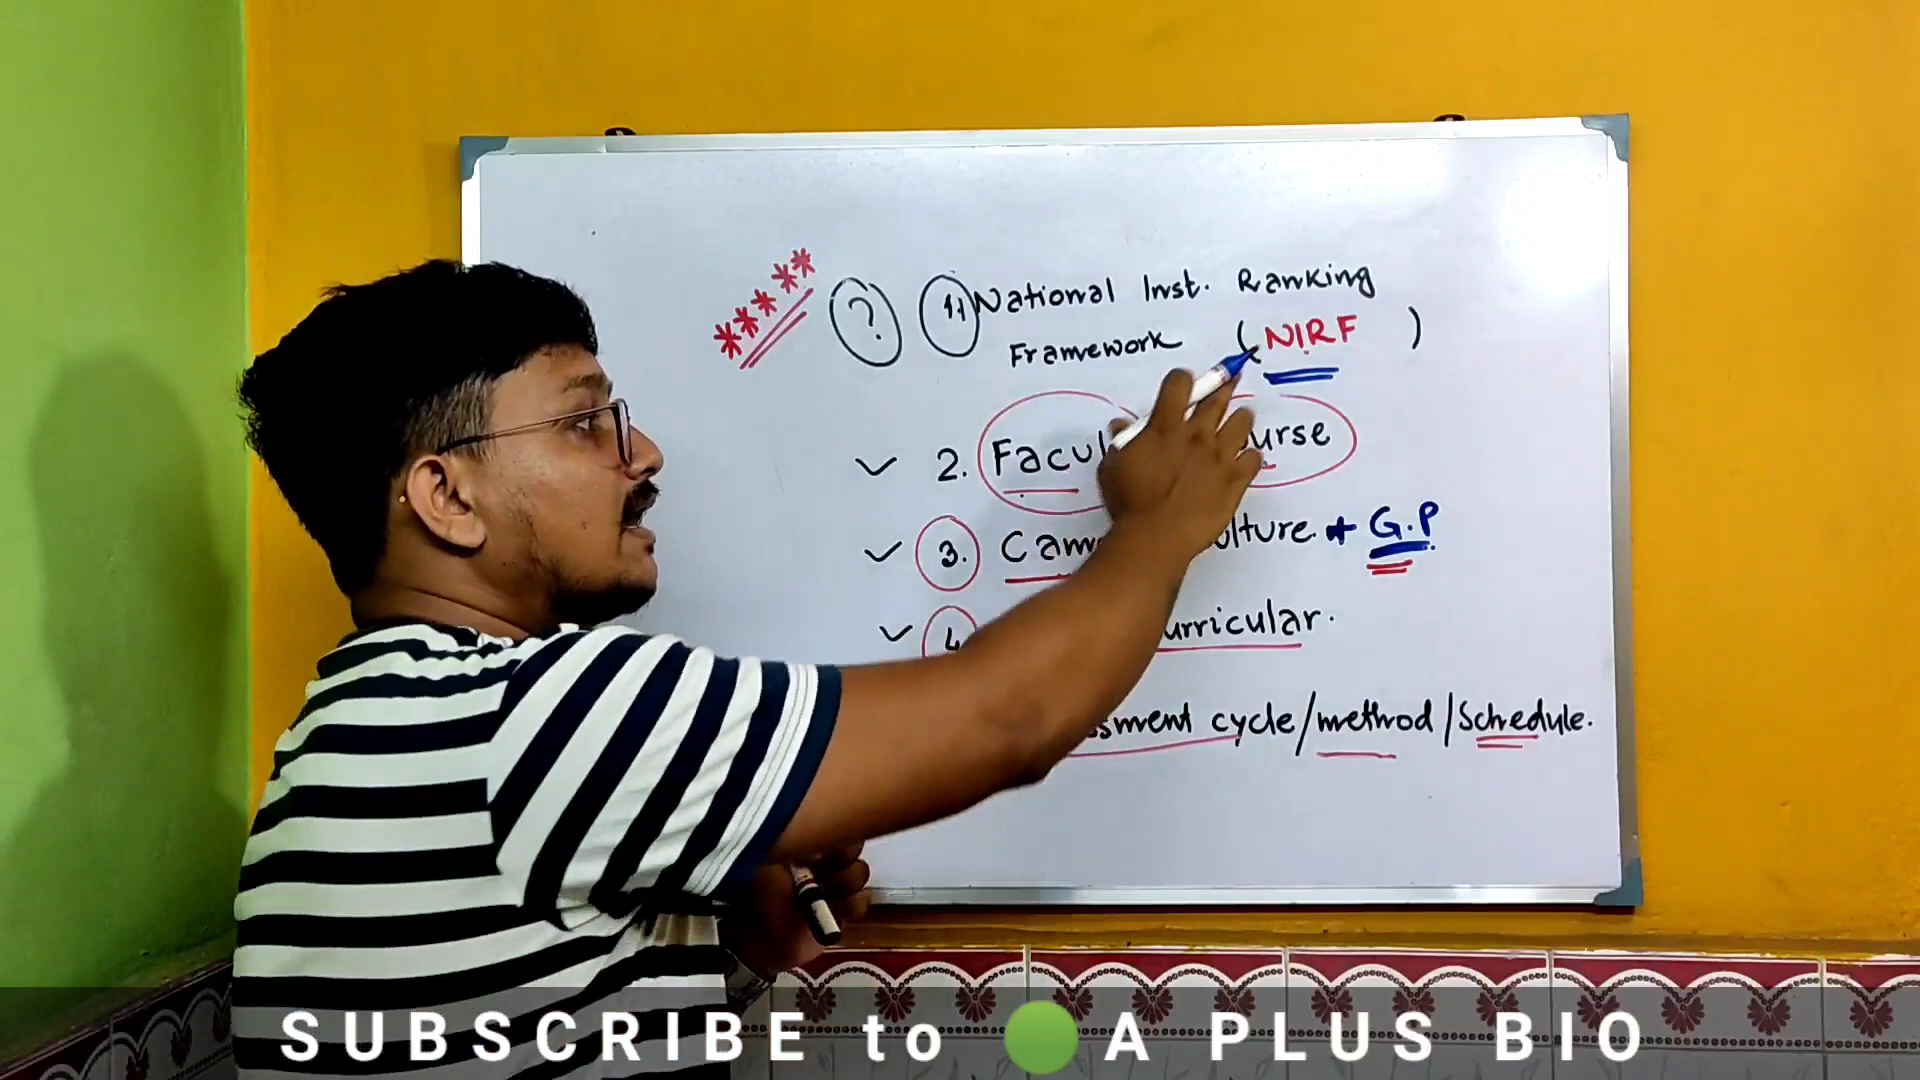 ***** ? 1) National Inst. Ranking
Framework (NIRF)
2. Facul urse
3. Cam lture. + G.P
4. urricular.
ssment cycle/method/Schedule.
SUBSCRIBE to A PLUS BIO